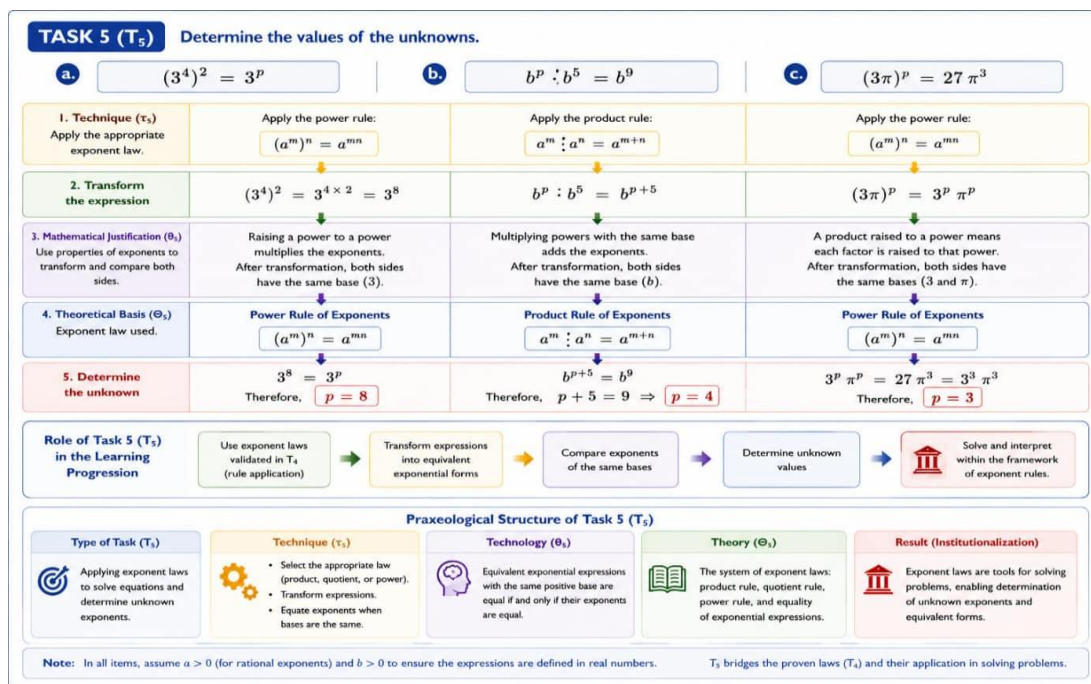 TASK 5 (T₅) Determine the values of the unknowns.
a. (3⁴)² = 3ᵖ
b. bᵖ ⋮ b⁵ = b⁹
c. (3π)ᵖ = 27 π³
1. Technique (τ₅)
Apply the appropriate
exponent law.
Apply the power rule:
(aᵐ)ⁿ = aᵐⁿ
Apply the product rule:
aᵐ ⋮ aⁿ = aᵐ⁺ⁿ
Apply the power rule:
(aᵐ)ⁿ = aᵐⁿ
2. Transform
the expression
(3⁴)² = 3⁴ ˣ ² = 3⁸
bᵖ : b⁵ = bᵖ⁺⁵
(3π)ᵖ = 3ᵖ πᵖ
3. Mathematical Justification (θ₅)
Use properties of exponents to
transform and compare both
sides.
Raising a power to a power
multiplies the exponents.
After transformation, both sides
have the same base (3).
Multiplying powers with the same base
adds the exponents.
After transformation, both sides
have the same base (b).
A product raised to a power means
each factor is raised to that power.
After transformation, both sides have
the same bases (3 and π).
4. Theoretical Basis (Θ₅)
Exponent law used.
Power Rule of Exponents
(aᵐ)ⁿ = aᵐⁿ
Product Rule of Exponents
aᵐ ⋮ aⁿ = aᵐ⁺ⁿ
Power Rule of Exponents
(aᵐ)ⁿ = aᵐⁿ
5. Determine
the unknown
3⁸ = 3ᵖ
Therefore, p = 8
bᵖ⁺⁵ = b⁹
Therefore, p + 5 = 9 ⇒ p = 4
3ᵖ πᵖ = 27 π³ = 3³ π³
Therefore, p = 3
Role of Task 5 (T₅)
in the Learning
Progression
Use exponent laws
validated in T₄
(rule application)
Transform expressions
into equivalent
exponential forms
Compare exponents
of the same bases
Determine unknown
values
Solve and interpret
within the framework
of exponent rules.
Praxeological Structure of Task 5 (T₅)
Type of Task (T₅)
Applying exponent laws
to solve equations and
determine unknown
exponents.
Technique (τ₅)
• Select the appropriate law
(product, quotient, or power).
• Transform expressions.
• Equate exponents when
bases are the same.
Technology (θ₅)
Equivalent exponential expressions
with the same positive base are
equal if and only if their exponents
are equal.
Theory (Θ₅)
The system of exponent laws:
product rule, quotient rule,
power rule, and equality
of exponential expressions.
Result (Institutionalization)
Exponent laws are tools for solving
problems, enabling determination
of unknown exponents and
equivalent forms.
Note: In all items, assume a > 0 (for rational exponents) and b > 0 to ensure the expressions are defined in real numbers.
T₅ bridges the proven laws (T₄) and their application in solving problems.